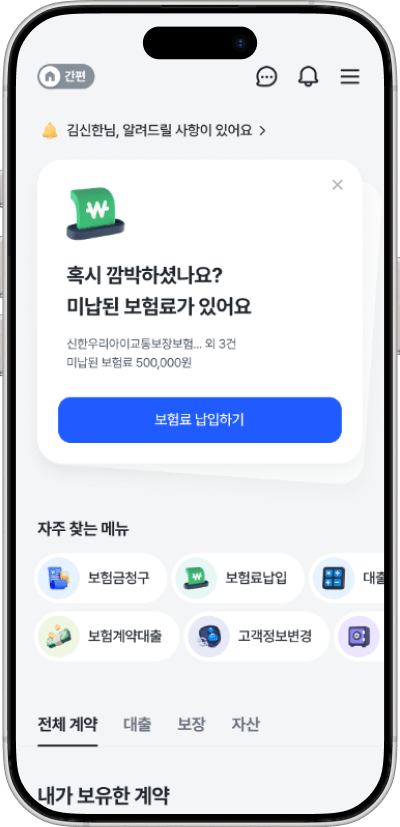 간편
김신한님, 알려드릴 사항이 있어요
혹시 깜박하셨나요?
미납된 보험료가 있어요
신한우리아이교통보장보험... 외 3건
미납된 보험료 500,000원
보험료 납입하기
자주 찾는 메뉴
보험금청구 보험료납입
보험계약대출 고객정보변경
전체 계약 대출 보장 자산
내가 보유한 계약